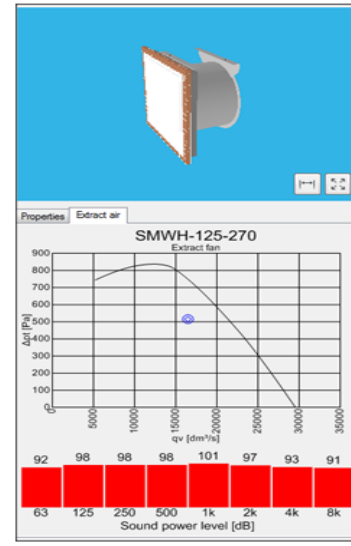 Properties Extract air
SMWH-125-270
Extract fan
900
800
700
600
500
400
300
200
100
0
Δpt [Pa]
0 5000 10000 15000 20000 25000 30000 35000
qv [dm³/s]
92 98 98 98 101 97 93 91
63 125 250 500 1k 2k 4k 8k
Sound power level [dB]